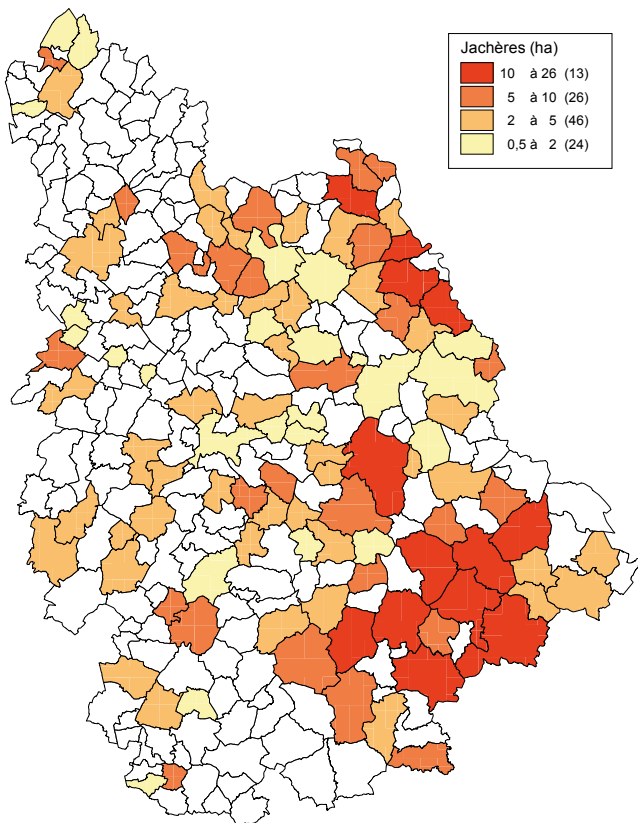 Jachères (ha)
10 à 26 (13)
5 à 10 (26)
2 à 5 (46)
0,5 à 2 (24)